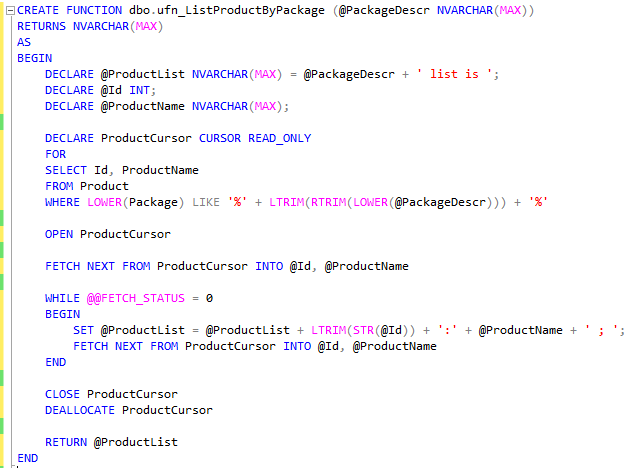 CREATE FUNCTION dbo.ufn_ListProductByPackage (@PackageDescr NVARCHAR(MAX))
RETURNS NVARCHAR(MAX)
AS
BEGIN
DECLARE @ProductList NVARCHAR(MAX) = @PackageDescr + ' list is ';
DECLARE @Id INT;
DECLARE @ProductName NVARCHAR(MAX);
DECLARE ProductCursor CURSOR READ_ONLY
FOR
SELECT Id, ProductName
FROM Product
WHERE LOWER(Package) LIKE '%' + LTRIM(RTRIM(LOWER(@PackageDescr))) + '%'
OPEN ProductCursor
FETCH NEXT FROM ProductCursor INTO @Id, @ProductName
WHILE @@FETCH_STATUS = 0
BEGIN
SET @ProductList = @ProductList + LTRIM(STR(@Id)) + ':' + @ProductName + ' ; ';
FETCH NEXT FROM ProductCursor INTO @Id, @ProductName
END
CLOSE ProductCursor
DEALLOCATE ProductCursor
RETURN @ProductList
END